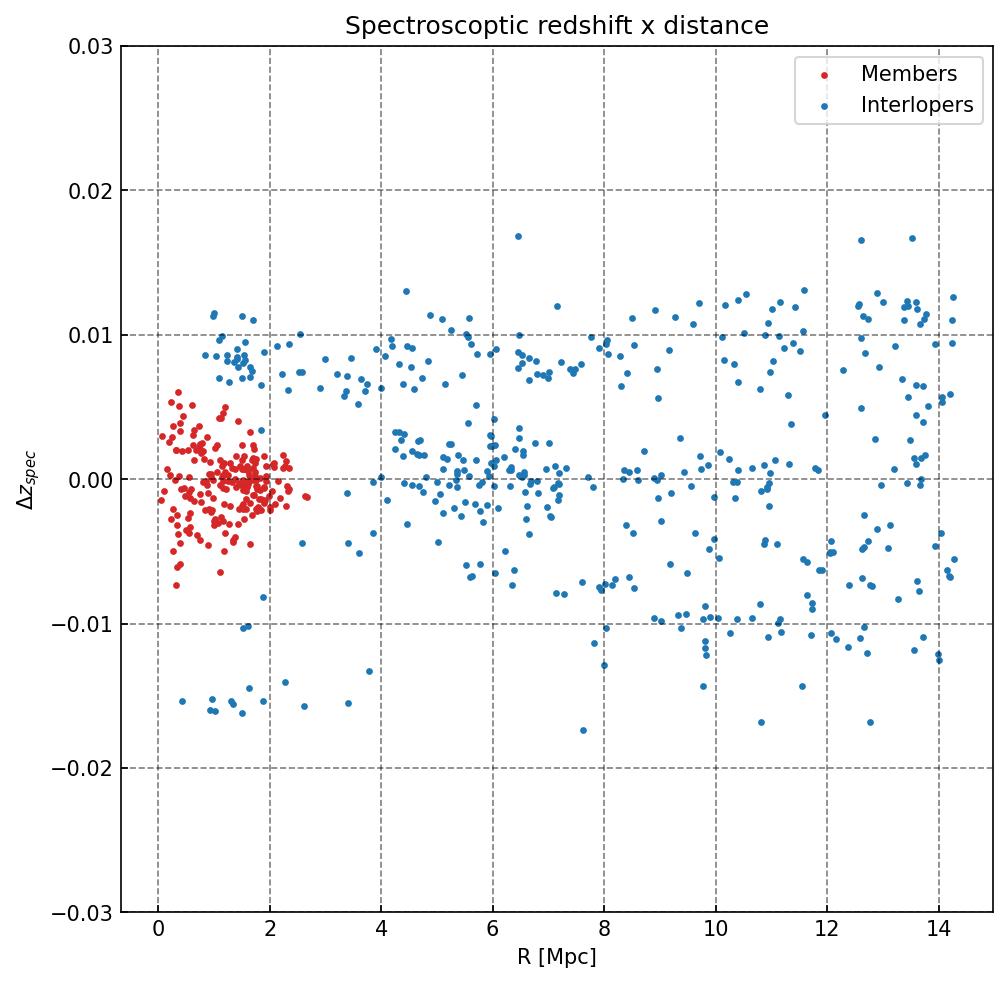 Spectroscoptic redshift x distance
Members
Interlopers
0.03
0.02
0.01
0.00
−0.01
−0.02
−0.03
Δz_spec
0 2 4 6 8 10 12 14
R [Mpc]